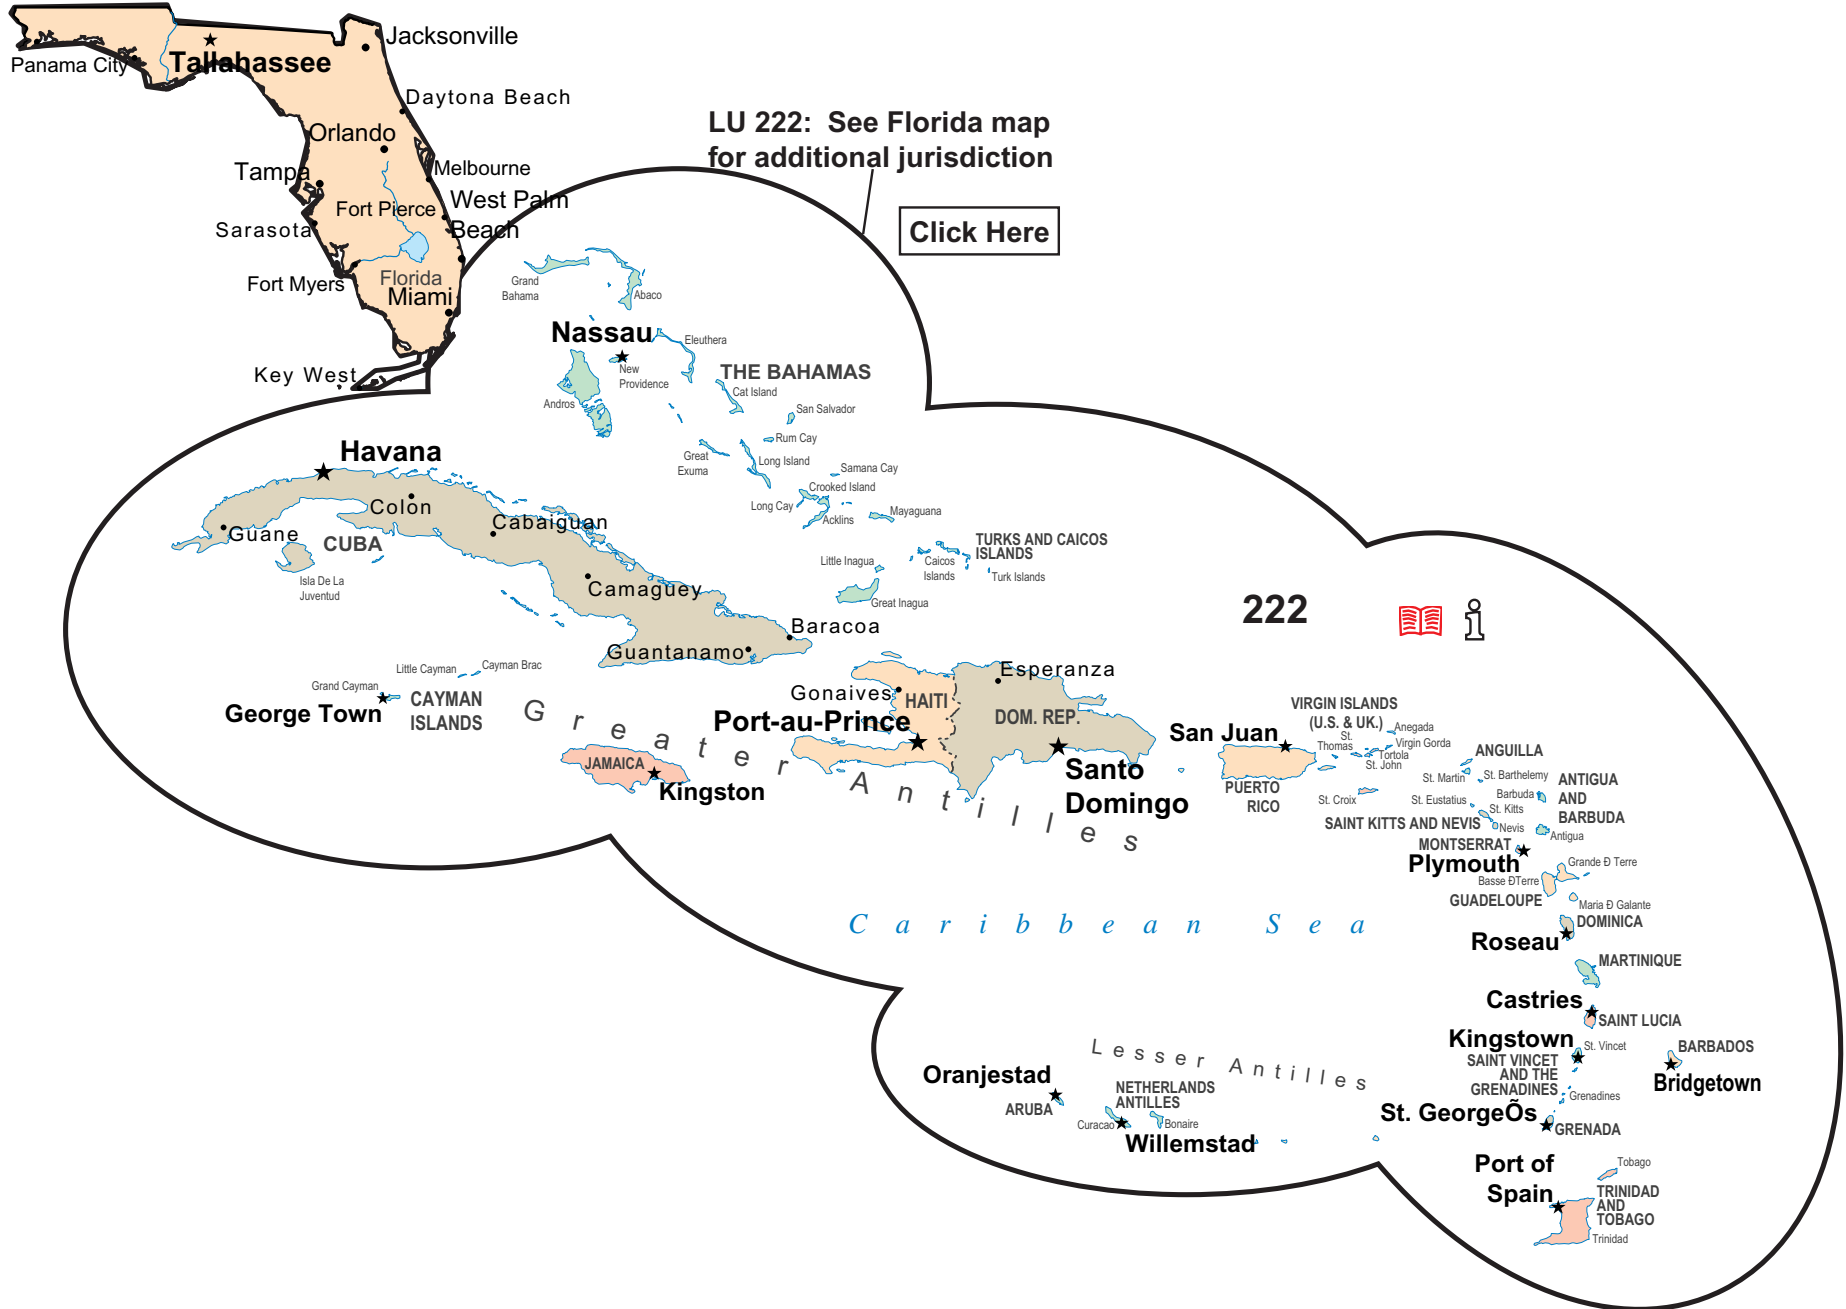 Jacksonville
Panama City
Tallahassee
Daytona Beach
Orlando
Tampa
Melbourne
West Palm
Beach
Fort Pierce
Sarasota
Fort Myers
Florida
Miami
Key West
LU 222: See Florida map
for additional jurisdiction
Click Here
Grand
Bahama
Abaco
Nassau
Eleuthera
New
Providence
THE BAHAMAS
Cat Island
Andros
San Salvador
Rum Cay
Great
Exuma
Long Island
Samana Cay
Crooked Island
Long Cay
Acklins
Mayaguana
Little Inagua
Great Inagua
TURKS AND CAICOS
ISLANDS
Caicos
Islands
Turk Islands
Havana
Colon
Cabaiguan
Guane
CUBA
Isla De La
Juventud
Camaguey
Baracoa
Guantanamo
222
Little Cayman
Cayman Brac
Grand Cayman
George Town
CAYMAN
ISLANDS
Greater Antilles
JAMAICA
Kingston
Gonaives
HAITI
Port-au-Prince
Esperanza
DOM. REP.
Santo
Domingo
San Juan
PUERTO
RICO
VIRGIN ISLANDS
(U.S. & UK.)
Anegada
St.
Thomas
Virgin Gorda
Tortola
St. John
St. Croix
ANGUILLA
St. Martin
St. Barthelemy
ANTIGUA
AND
BARBUDA
Barbuda
St. Eustatius
St. Kitts
SAINT KITTS AND NEVIS
Nevis
Antigua
MONTSERRAT
Plymouth
Grande Ð Terre
Basse ÐTerre
GUADELOUPE
Maria Ð Galante
DOMINICA
Roseau
MARTINIQUE
Caribbean Sea
Castries
SAINT LUCIA
Kingstown
St. Vincet
SAINT VINCET
AND THE
GRENADINES
Grenadines
BARBADOS
Bridgetown
St. GeorgeÕs
GRENADA
Lesser Antilles
Oranjestad
ARUBA
NETHERLANDS
ANTILLES
Curacao
Bonaire
Willemstad
Port of
Spain
Tobago
TRINIDAD
AND
TOBAGO
Trinidad